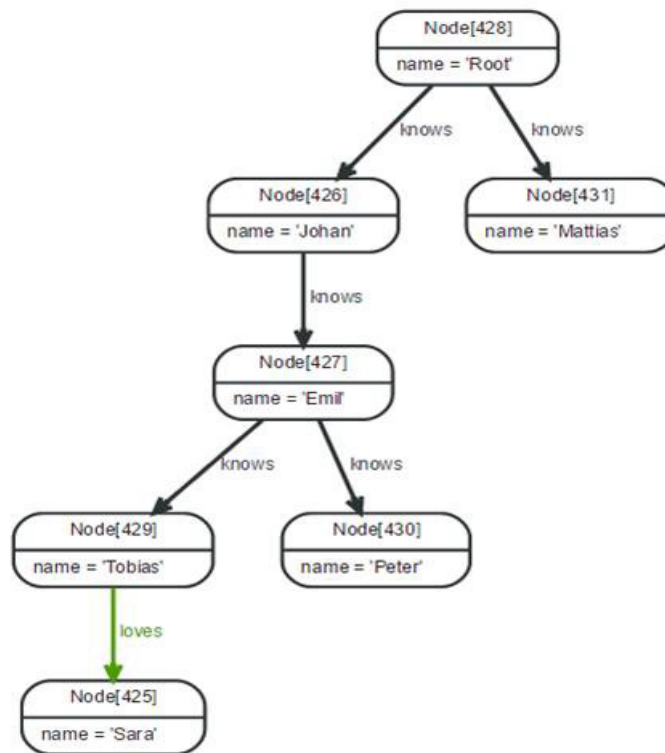 Node[428]
name = 'Root'
knows
knows
Node[426]
name = 'Johan'
Node[431]
name = 'Mattias'
knows
Node[427]
name = 'Emil'
knows
knows
Node[429]
name = 'Tobias'
Node[430]
name = 'Peter'
loves
Node[425]
name = 'Sara'